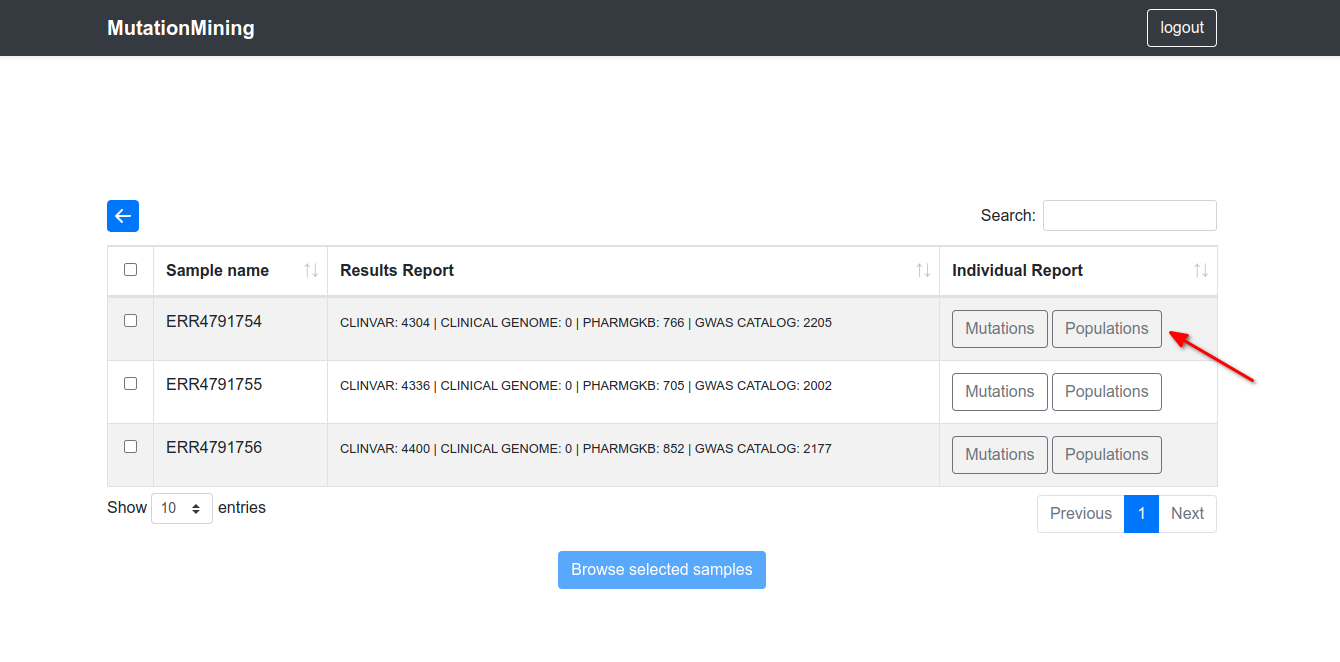 MutationMining logout
Search:
Sample name Results Report Individual Report
ERR4791754 CLINVAR: 4304 | CLINICAL GENOME: 0 | PHARMGKB: 766 | GWAS CATALOG: 2205 Mutations Populations
ERR4791755 CLINVAR: 4336 | CLINICAL GENOME: 0 | PHARMGKB: 705 | GWAS CATALOG: 2002 Mutations Populations
ERR4791756 CLINVAR: 4400 | CLINICAL GENOME: 0 | PHARMGKB: 852 | GWAS CATALOG: 2177 Mutations Populations
Show 10 entries Previous 1 Next
Browse selected samples